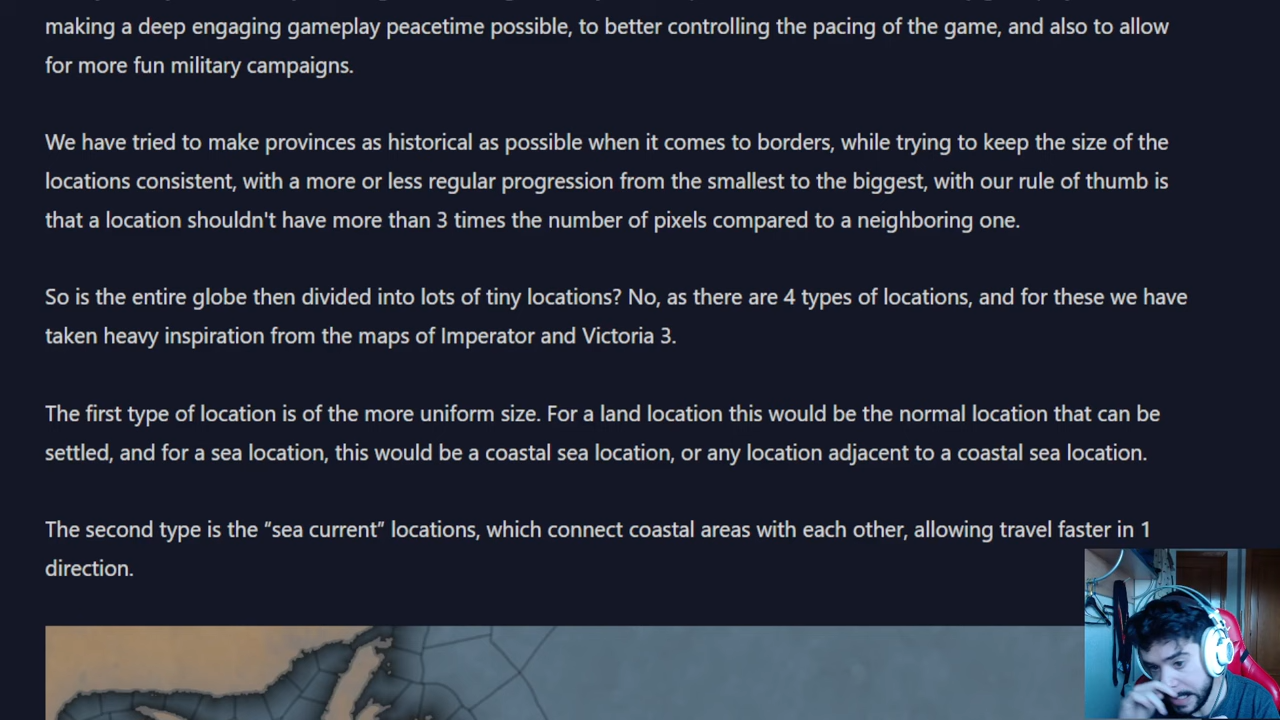 making a deep engaging gameplay peacetime possible, to better controlling the pacing of the game, and also to allow
for more fun military campaigns.
We have tried to make provinces as historical as possible when it comes to borders, while trying to keep the size of the
locations consistent, with a more or less regular progression from the smallest to the biggest, with our rule of thumb is
that a location shouldn't have more than 3 times the number of pixels compared to a neighboring one.
So is the entire globe then divided into lots of tiny locations? No, as there are 4 types of locations, and for these we have
taken heavy inspiration from the maps of Imperator and Victoria 3.
The first type of location is of the more uniform size. For a land location this would be the normal location that can be
settled, and for a sea location, this would be a coastal sea location, or any location adjacent to a coastal sea location.
The second type is the “sea current” locations, which connect coastal areas with each other, allowing travel faster in 1
direction.